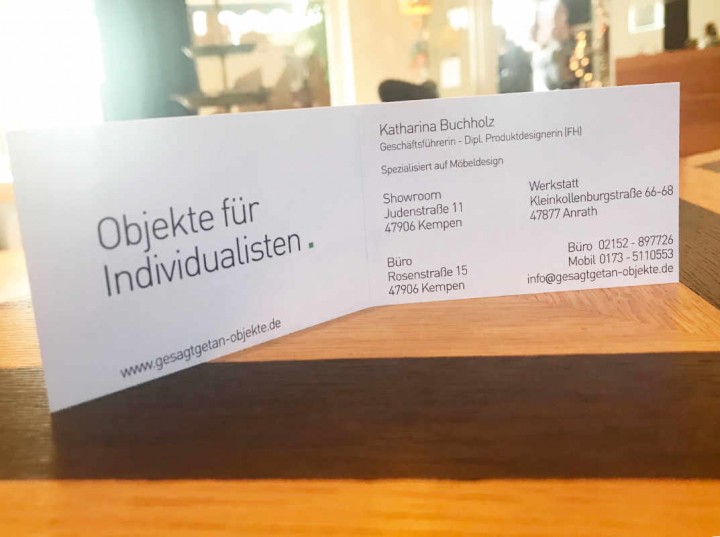 Objekte für
Individualisten.
www.gesagtgetan-objekte.de
Katharina Buchholz
Geschäftsführerin - Dipl. Produktdesignerin (FH)
Spezialisiert auf Möbeldesign
Showroom
Judenstraße 11
47906 Kempen
Werkstatt
Kleinkollenburgstraße 66-68
47877 Anrath
Büro
Rosenstraße 15
47906 Kempen
Büro 02152 - 897726
Mobil 0173 - 5110553
info@gesagtgetan-objekte.de